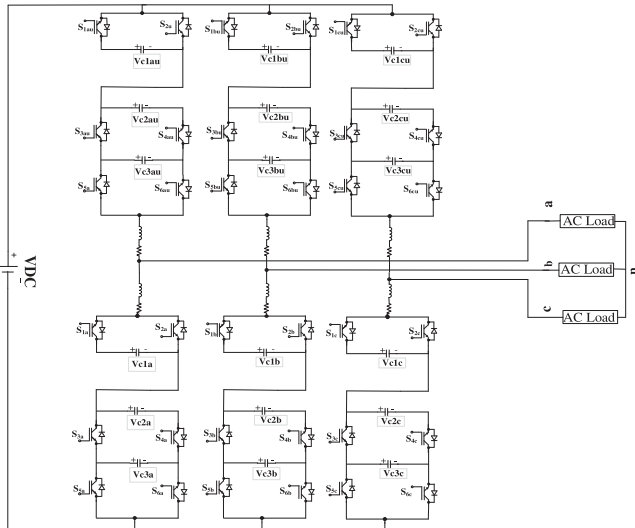 S1au S2a S1bu S2bu S1cu S2cu
+ - + - + -
Vc1au Vc1bu Vc1cu
+ - + - + -
Vc2au Vc2bu Vc2cu
S3au S4au S3bu S4bu S3cu S4cu
+ - + - + -
Vc3au Vc3bu Vc3cu
S5a S6au S5bu S6bu S5cu S6cu
a
AC Load
+
VDC
-
b
AC Load
n
c
AC Load
S1a S2a S1b S2b S1c S2c
+ - + - + -
Vc1a Vc1b Vc1c
+ - + - + -
Vc2a Vc2b Vc2c
S3a S4a S3b S4b S3c S4c
+ - + - + -
Vc3a Vc3b Vc3c
S6a S5b S6b S5c S6c